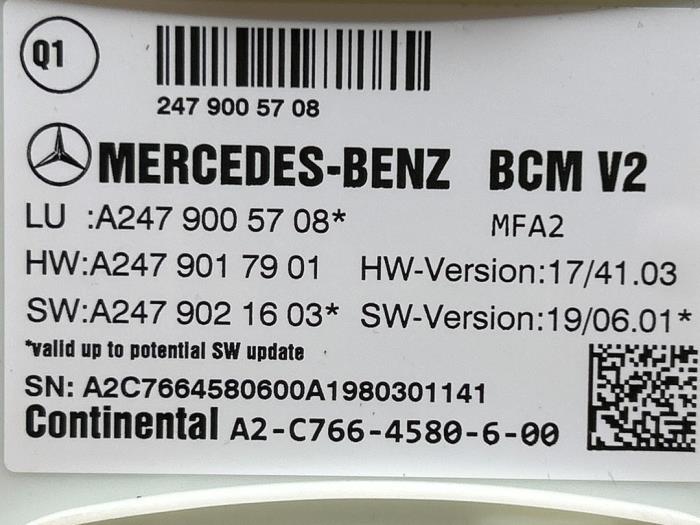 Q1
247 900 57 08
MERCEDES-BENZ BCM V2
LU :A247 900 57 08* MFA2
HW:A247 901 79 01 HW-Version:17/41.03
SW:A247 902 16 03* SW-Version:19/06.01*
*valid up to potential SW update
SN: A2C7664580600A1980301141
Continental A2-C766-4580-6-00